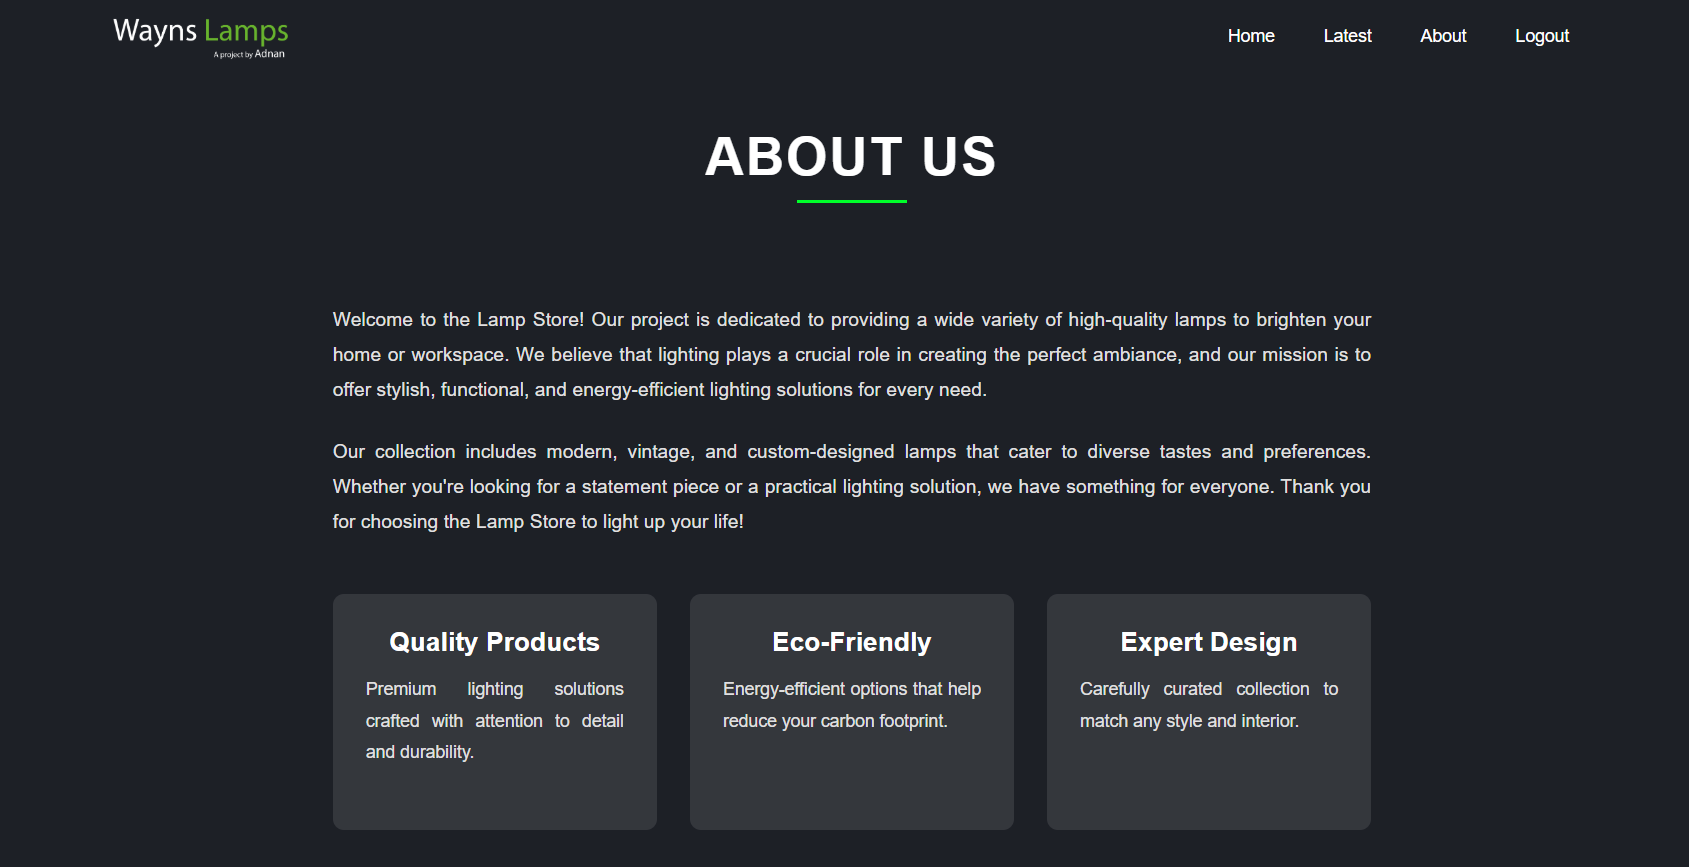 Wayns Lamps
A project by Adnan
Home Latest About Logout
ABOUT US
Welcome to the Lamp Store! Our project is dedicated to providing a wide variety of high-quality lamps to brighten your
home or workspace. We believe that lighting plays a crucial role in creating the perfect ambiance, and our mission is to
offer stylish, functional, and energy-efficient lighting solutions for every need.
Our collection includes modern, vintage, and custom-designed lamps that cater to diverse tastes and preferences.
Whether you're looking for a statement piece or a practical lighting solution, we have something for everyone. Thank you
for choosing the Lamp Store to light up your life!
Quality Products
Premium lighting solutions
crafted with attention to detail
and durability.
Eco-Friendly
Energy-efficient options that help
reduce your carbon footprint.
Expert Design
Carefully curated collection to
match any style and interior.